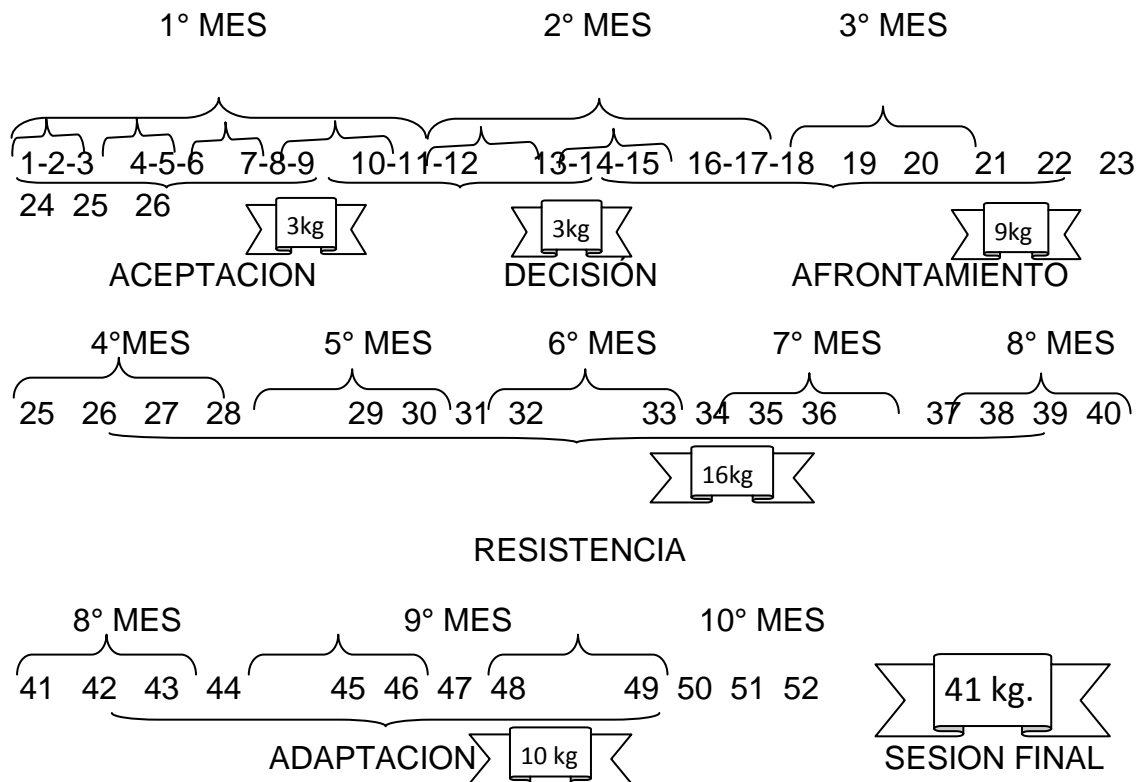 1° MES 2° MES 3° MES
1-2-3 4-5-6 7-8-9 10-11-12 13-14-15 16-17-18 19 20 21 22 23
24 25 26
3kg 3kg 9kg
ACEPTACION DECISIÓN AFRONTAMIENTO
4°MES 5° MES 6° MES 7° MES 8° MES
25 26 27 28 29 30 31 32 33 34 35 36 37 38 39 40
16kg
RESISTENCIA
8° MES 9° MES 10° MES
41 42 43 44 45 46 47 48 49 50 51 52
41 kg.
ADAPTACION 10 kg SESION FINAL